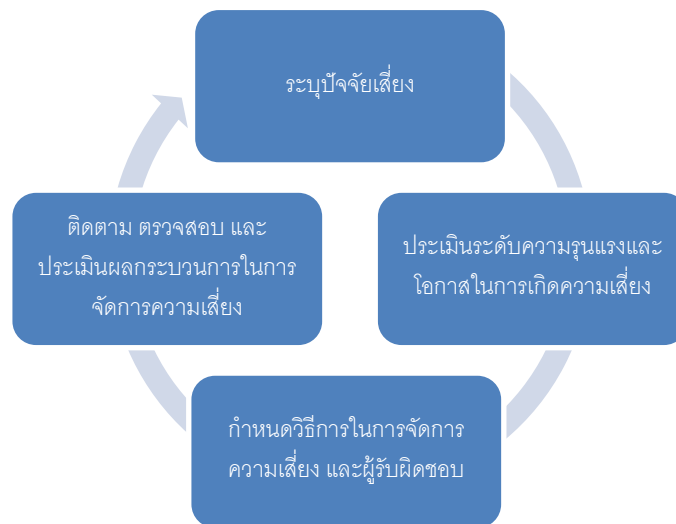 ระบุปัจจัยเสี่ยง
ประเมินระดับความรุนแรงและ
โอกาสในการเกิดความเสี่ยง
กำหนดวิธีการในการจัดการ
ความเสี่ยง และผู้รับผิดชอบ
ติดตาม ตรวจสอบ และ
ประเมินผลกระบวนการในการ
จัดการความเสี่ยง